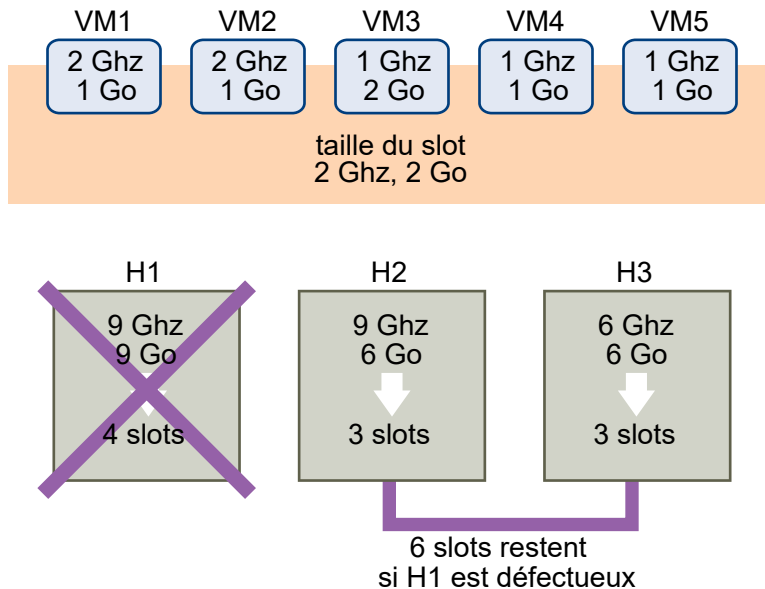 VM1 VM2 VM3 VM4 VM5
2 Ghz 2 Ghz 1 Ghz 1 Ghz 1 Ghz
1 Go 1 Go 2 Go 1 Go 1 Go
taille du slot
2 Ghz, 2 Go
H1 H2 H3
9 Ghz 9 Ghz 6 Ghz
9 Go 6 Go 6 Go
4 slots 3 slots 3 slots
6 slots restent
si H1 est défectueux